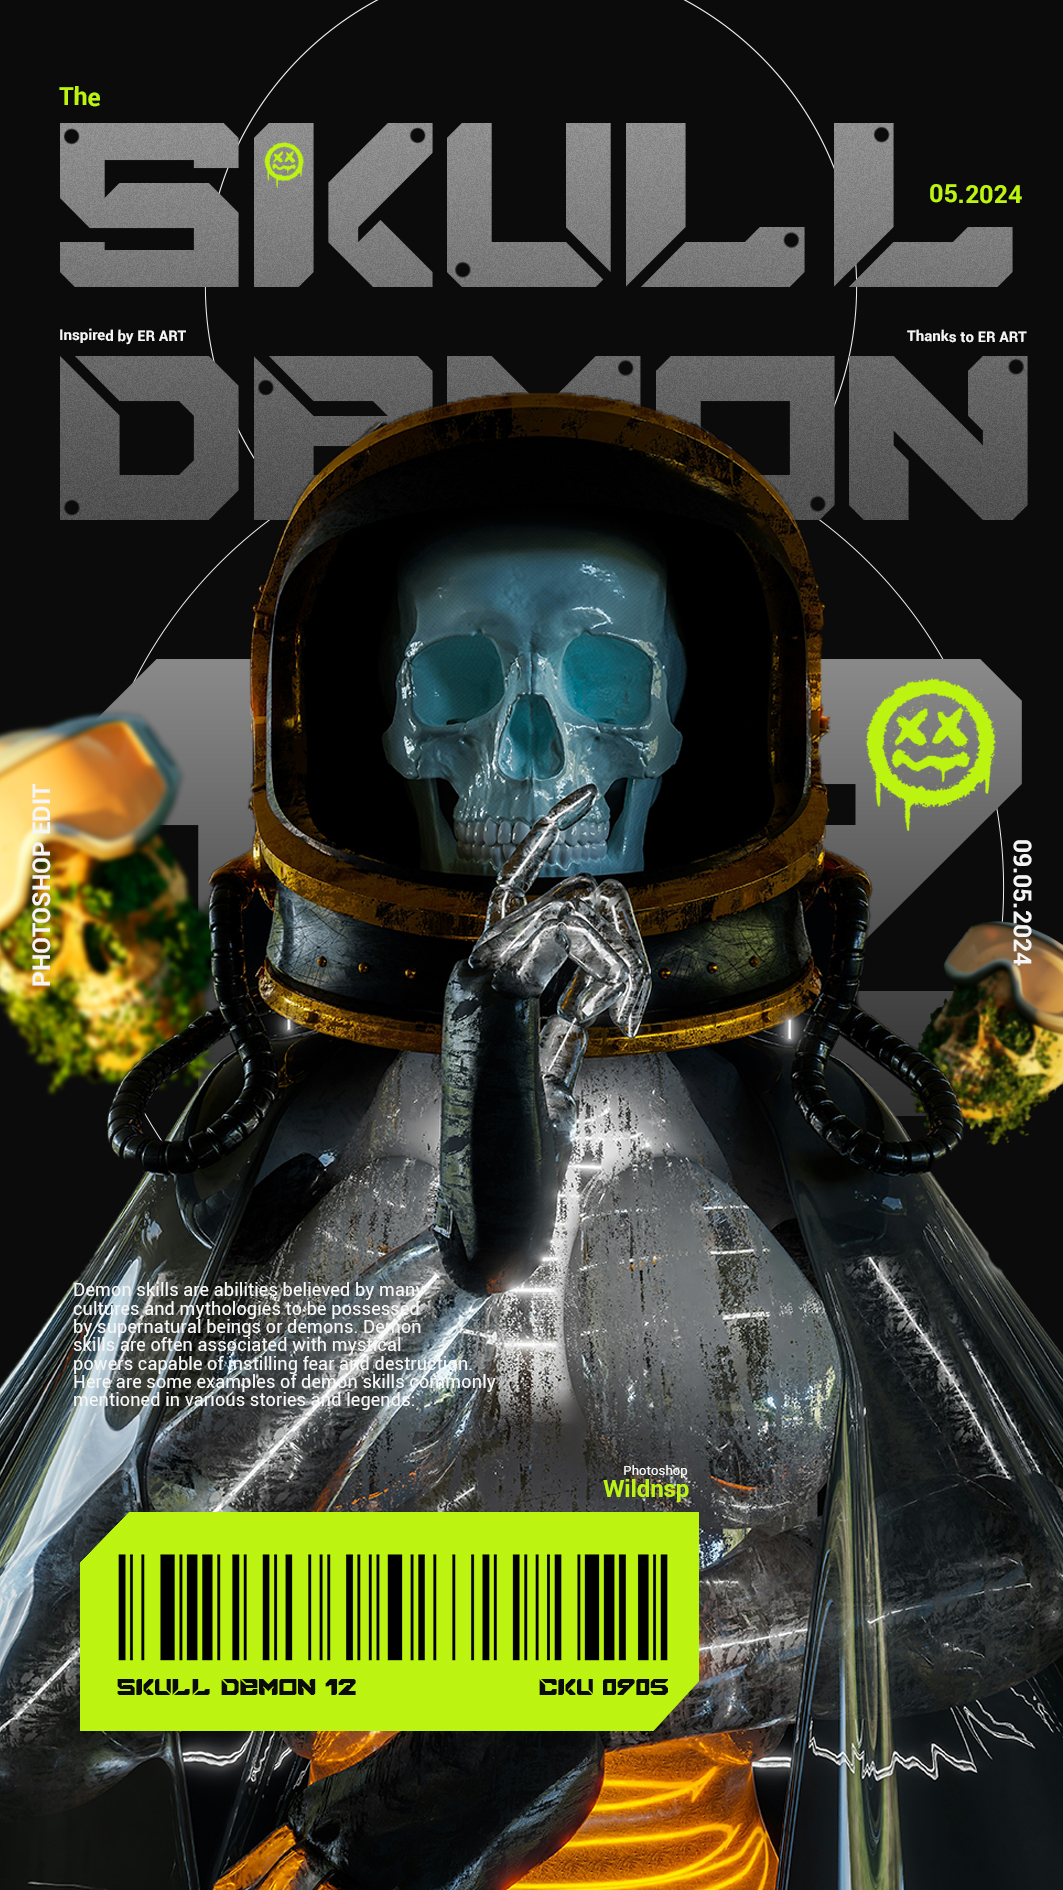 The
SKULL
05.2024
Inspired by ER ART
Thanks to ER ART
DEMON
12
PHOTOSHOP EDIT
09.05.2024
Demon skills are abilities believed by many
cultures and mythologies to be possessed
by supernatural beings or demons. Demon
skills are often associated with mystical
powers capable of instilling fear and destruction.
Here are some examples of demon skills commonly
mentioned in various stories and legends:
Photoshop
Wildnsp
SKULL DEMON 12
CKU 0905